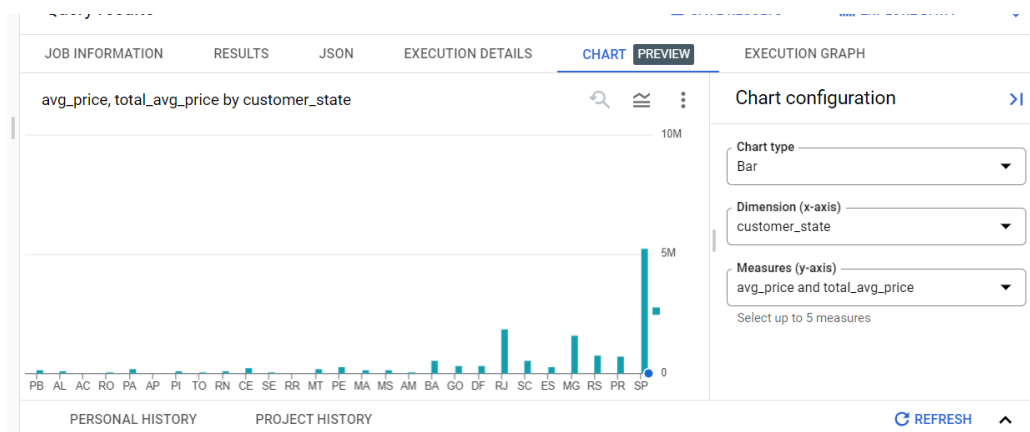 JOB INFORMATION RESULTS JSON EXECUTION DETAILS CHART PREVIEW EXECUTION GRAPH
avg_price, total_avg_price by customer_state
10M
5M
0
PB AL AC RO PA AP PI TO RN CE SE RR MT PE MA MS AM BA GO DF RJ SC ES MG RS PR SP
Chart configuration
Chart type
Bar
Dimension (x-axis)
customer_state
Measures (y-axis)
avg_price and total_avg_price
Select up to 5 measures
PERSONAL HISTORY PROJECT HISTORY REFRESH